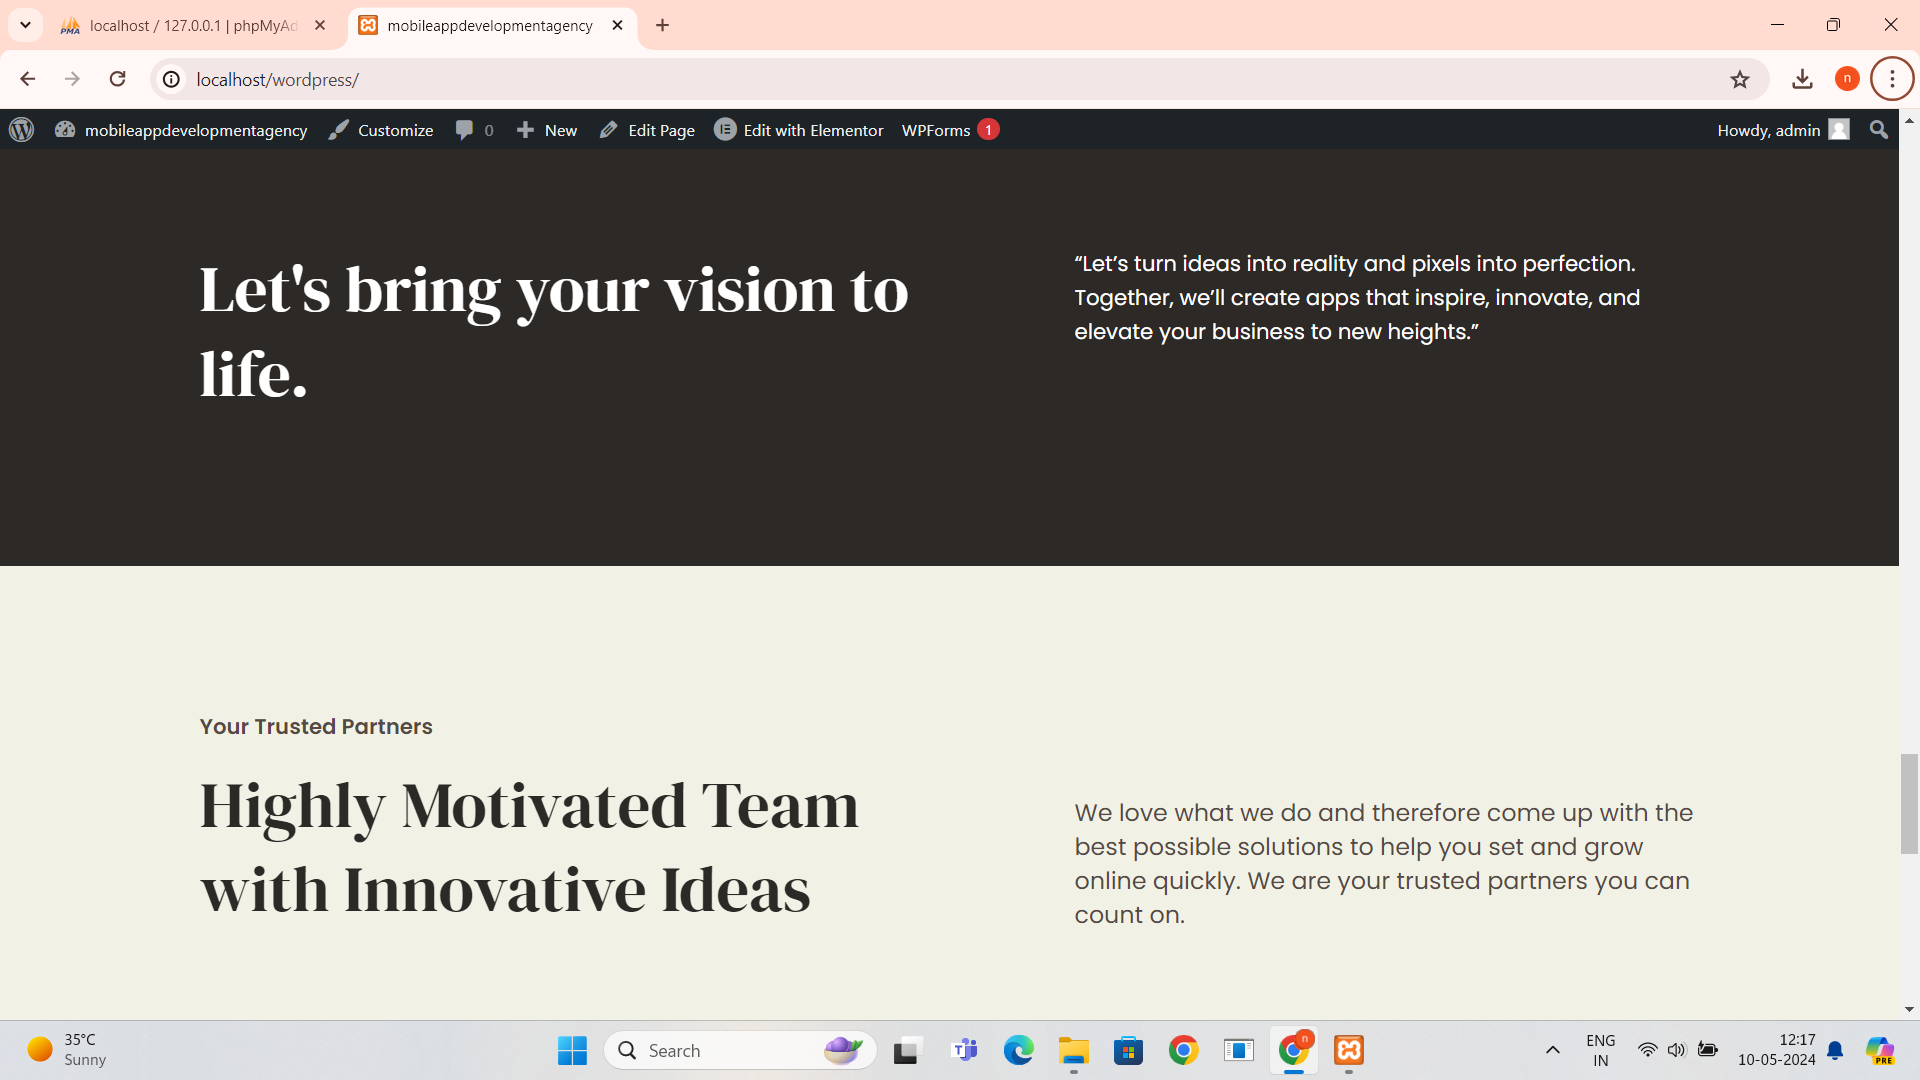 localhost / 127.0.0.1 | phpMyAd
mobileappdevelopmentagency
localhost/wordpress/
mobileappdevelopmentagency
Customize
0
New
Edit Page
Edit with Elementor
WPForms
1
Howdy, admin
Let's bring your vision to
life.
“Let’s turn ideas into reality and pixels into perfection.
Together, we’ll create apps that inspire, innovate, and
elevate your business to new heights.”
Your Trusted Partners
Highly Motivated Team
with Innovative Ideas
We love what we do and therefore come up with the
best possible solutions to help you set and grow
online quickly. We are your trusted partners you can
count on.
35°C
Sunny
Search
ENG
IN
12:17
10-05-2024